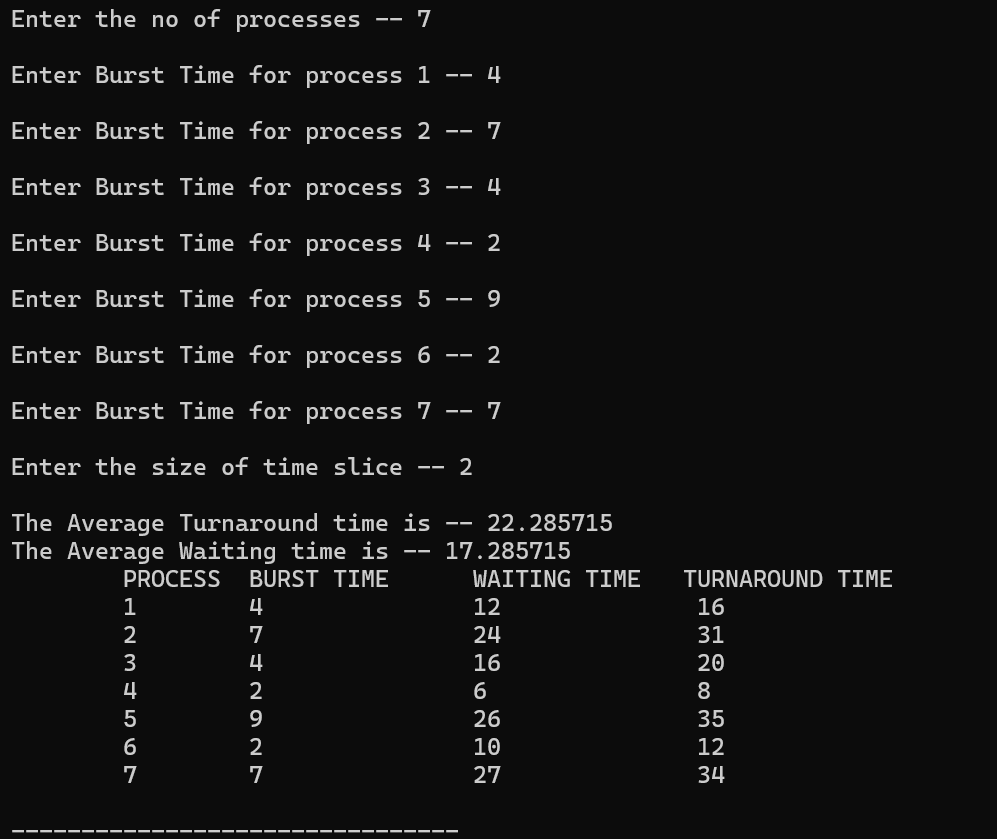 Enter the no of processes -- 7
Enter Burst Time for process 1 -- 4
Enter Burst Time for process 2 -- 7
Enter Burst Time for process 3 -- 4
Enter Burst Time for process 4 -- 2
Enter Burst Time for process 5 -- 9
Enter Burst Time for process 6 -- 2
Enter Burst Time for process 7 -- 7
Enter the size of time slice -- 2
The Average Turnaround time is -- 22.285715
The Average Waiting time is -- 17.285715
PROCESS BURST TIME WAITING TIME TURNAROUND TIME
1 4 12 16
2 7 24 31
3 4 16 20
4 2 6 8
5 9 26 35
6 2 10 12
7 7 27 34
--------------------------------